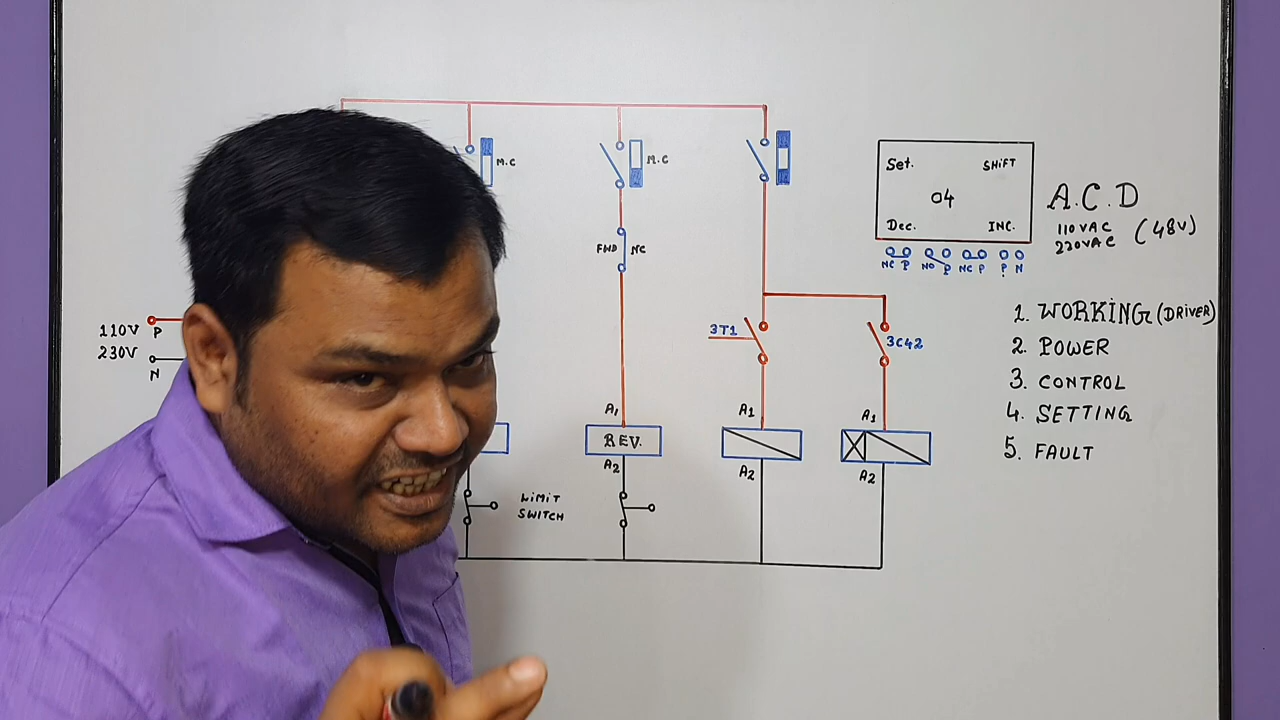 M.C
M.C
Set. SHIFT
04
Dec. INC.
NC P NO P NC P P N
A.C.D
110VAC
220VAC
(48V)
FWD NC
110V P
230V
N
3T1
3C42
1. WORKING (DRIVER)
2. POWER
3. CONTROL
4. SETTING
5. FAULT
A1
A1
A1
REV.
A2
A2
A2
LIMIT
SWITCH